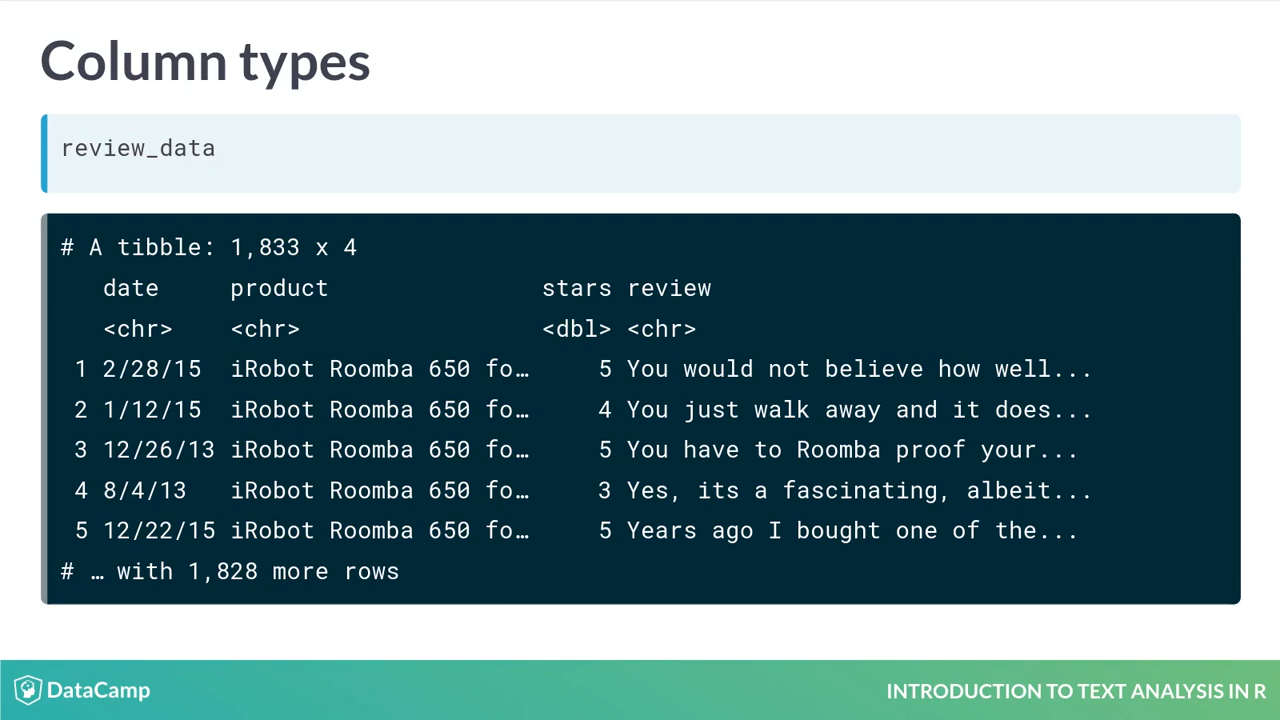 Column types
review_data
# A tibble: 1,833 x 4
   date     product               stars review
   <chr>    <chr>                 <dbl> <chr>
 1 2/28/15  iRobot Roomba 650 fo…     5 You would not believe how well...
 2 1/12/15  iRobot Roomba 650 fo…     4 You just walk away and it does...
 3 12/26/13 iRobot Roomba 650 fo…     5 You have to Roomba proof your...
 4 8/4/13   iRobot Roomba 650 fo…     3 Yes, its a fascinating, albeit...
 5 12/22/15 iRobot Roomba 650 fo…     5 Years ago I bought one of the...
# … with 1,828 more rows
DataCamp
INTRODUCTION TO TEXT ANALYSIS IN R